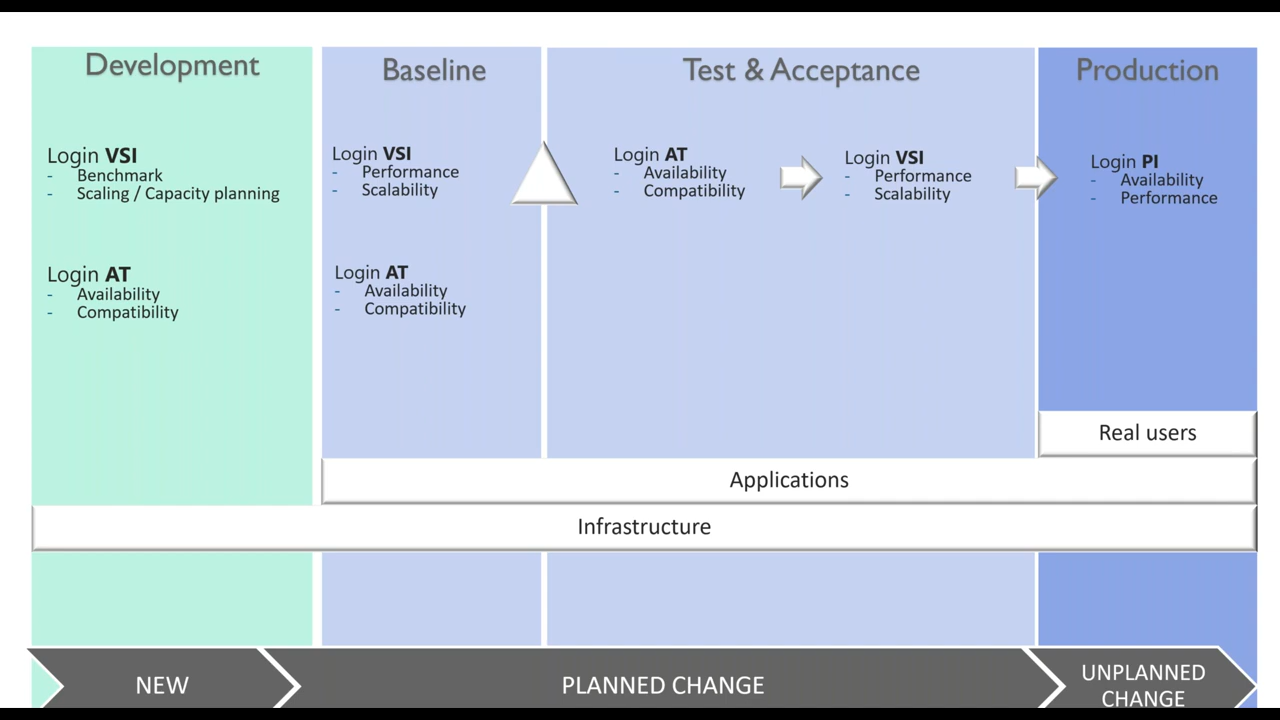 Development
Login VSI
- Benchmark
- Scaling / Capacity planning
Login AT
- Availability
- Compatibility
Baseline
Login VSI
- Performance
- Scalability
Login AT
- Availability
- Compatibility
Test & Acceptance
Login AT
- Availability
- Compatibility
Login VSI
- Performance
- Scalability
Production
Login PI
- Availability
- Performance
Real users
Applications
Infrastructure
NEW
PLANNED CHANGE
UNPLANNED
CHANGE